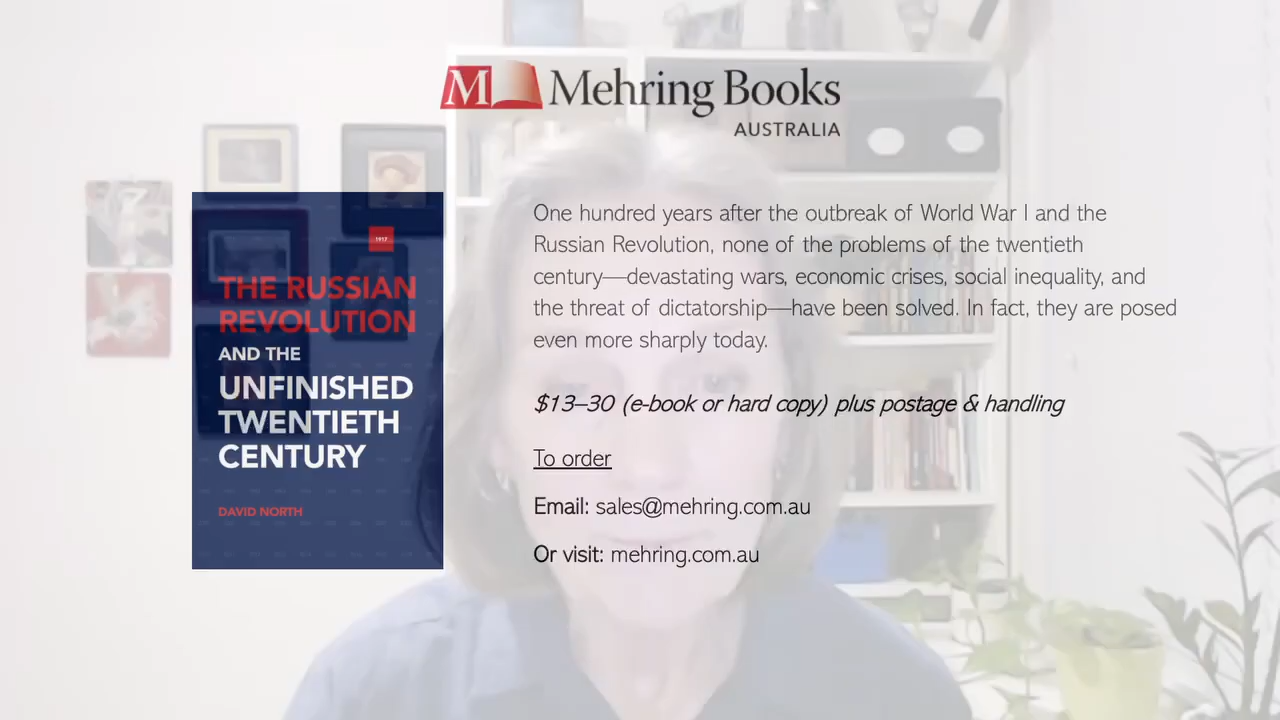 M Mehring Books
AUSTRALIA
1917
THE RUSSIAN
REVOLUTION
AND THE
UNFINISHED
TWENTIETH
CENTURY
DAVID NORTH
One hundred years after the outbreak of World War I and the
Russian Revolution, none of the problems of the twentieth
century—devastating wars, economic crises, social inequality, and
the threat of dictatorship—have been solved. In fact, they are posed
even more sharply today.
$13–30 (e-book or hard copy) plus postage & handling
To order
Email: sales@mehring.com.au
Or visit: mehring.com.au